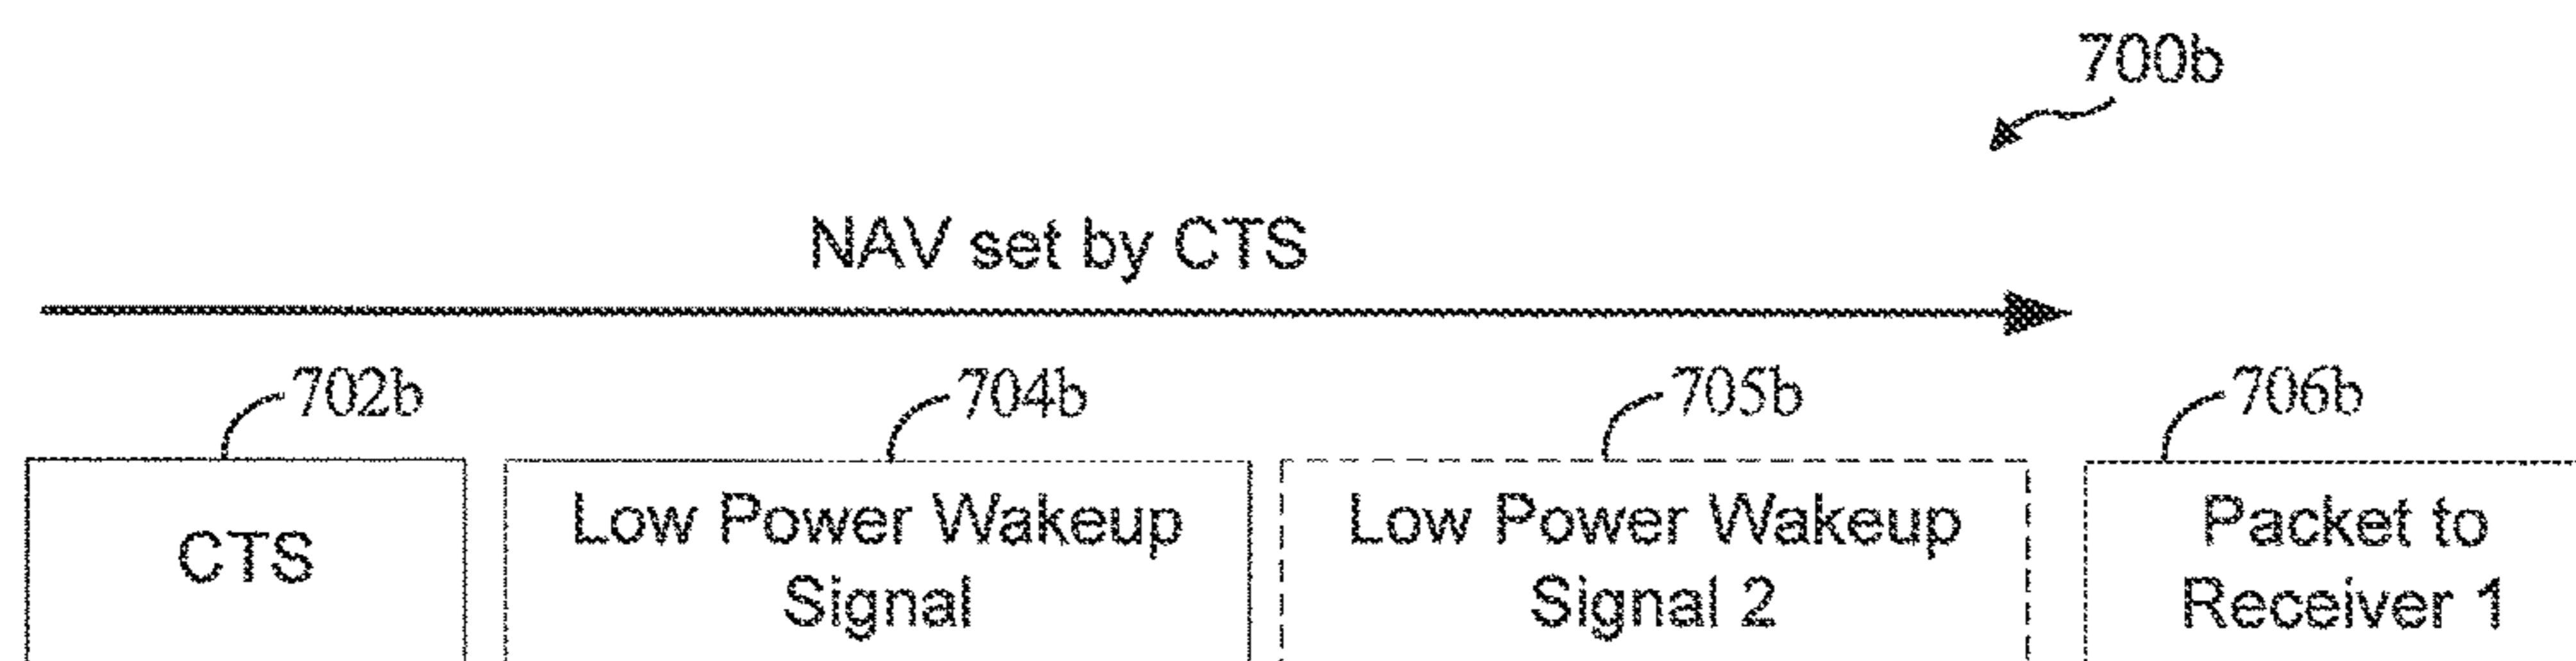 700b
NAV set by CTS
702b
704b
705b
706b
CTS
Low Power Wakeup
Signal
Low Power Wakeup
Signal 2
Packet to
Receiver 1